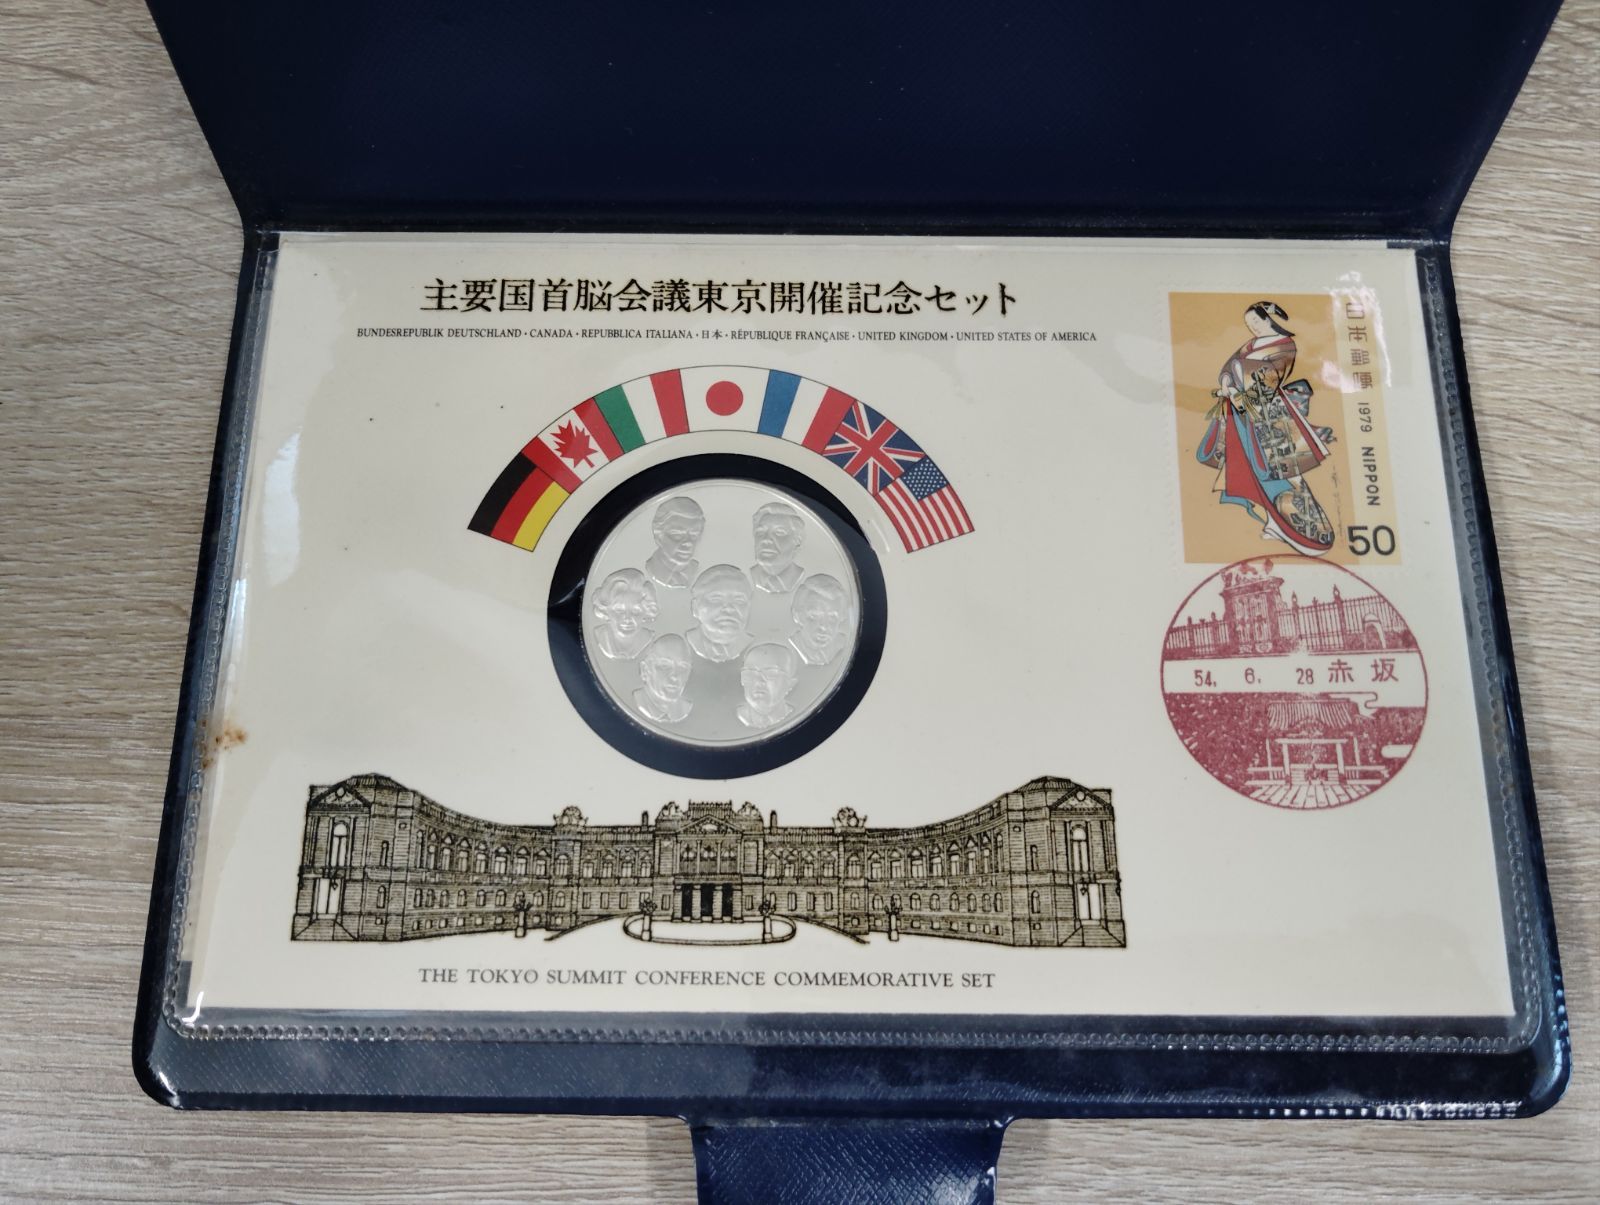 主要国首脳会議東京開催記念セット
BUNDESREPUBLIK DEUTSCHLAND・CANADA・REPUBBLICA ITALIANA・日本・RÉPUBLIQUE FRANÇAISE・UNITED KINGDOM・UNITED STATES OF AMERICA
日本郵便 1979 NIPPON
50
54. 6. 28 赤坂
THE TOKYO SUMMIT CONFERENCE COMMEMORATIVE SET